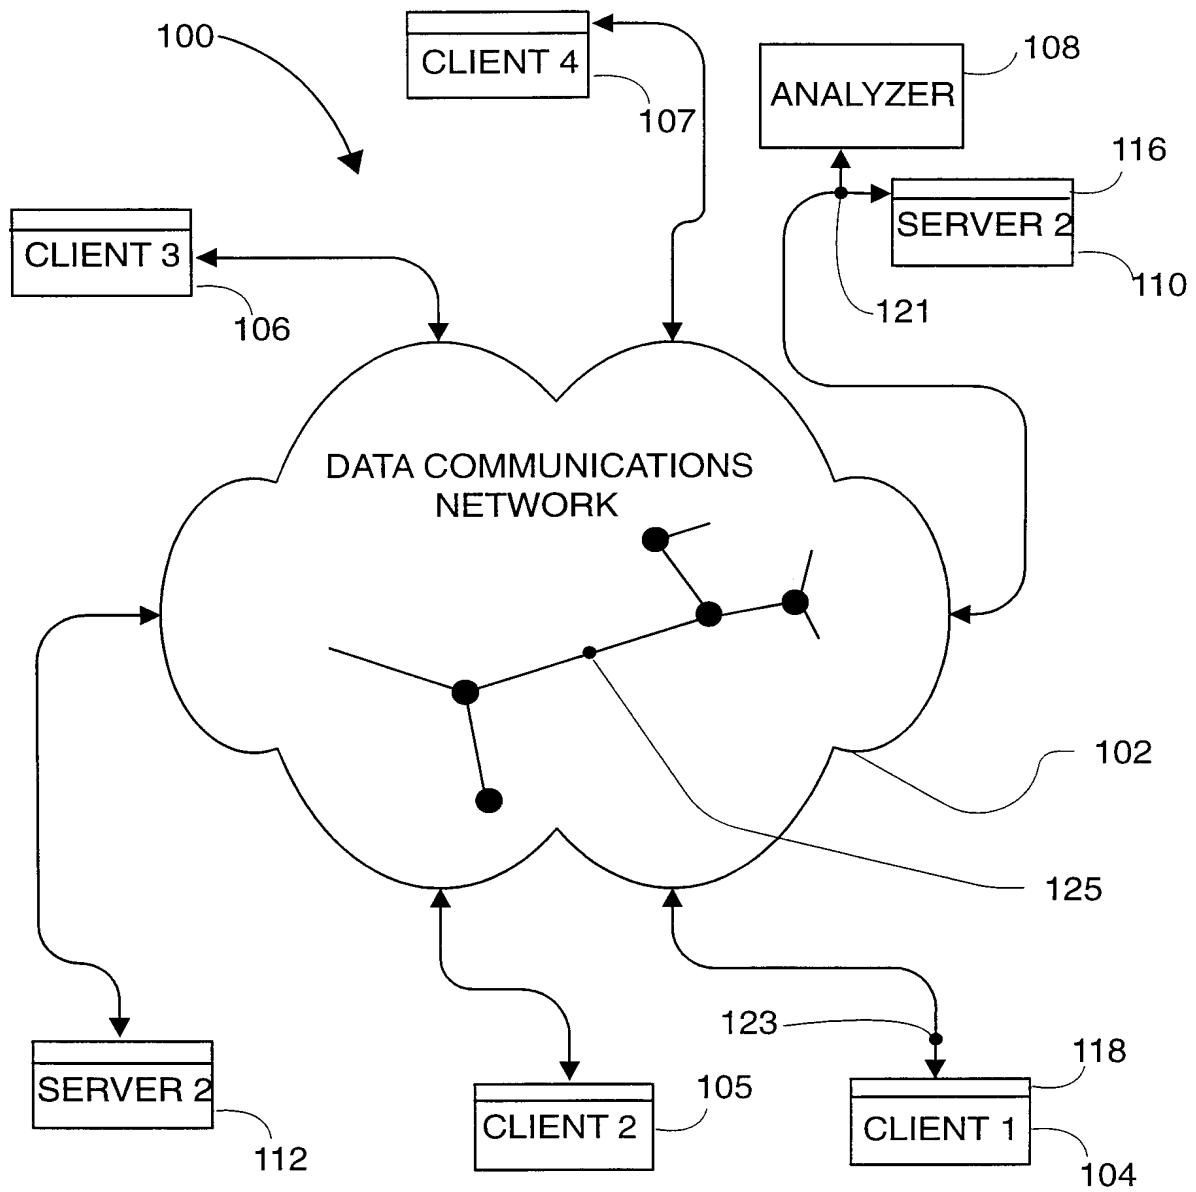 100
CLIENT 4
107
108
ANALYZER
116
SERVER 2
110
121
CLIENT 3
106
DATA COMMUNICATIONS
NETWORK
102
125
123
118
CLIENT 1
104
105
CLIENT 2
SERVER 2
112